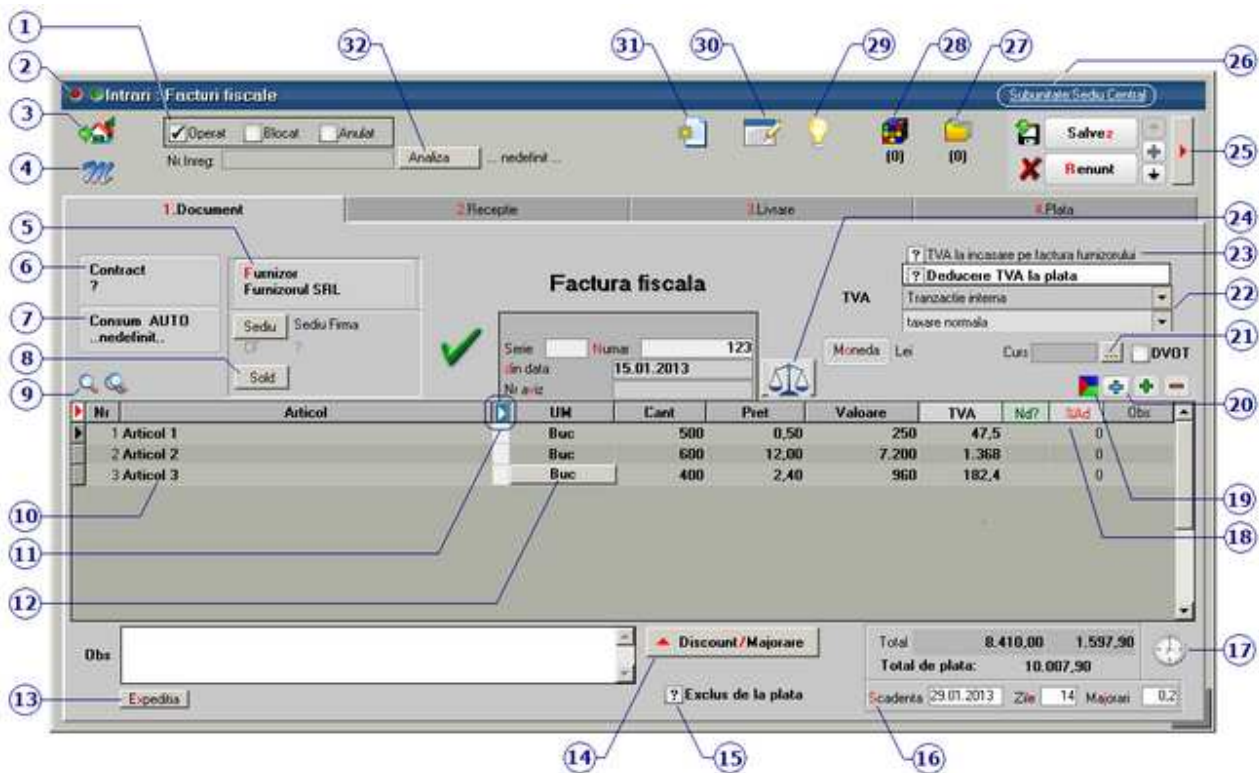 1
32
31
30
29
28
27
26
2
Intrari : Facturi fiscale
Subunitate:Sediu Central
3
Operat Blocat Anulat
Salvez
Nr.Inreg: Analiza ... nedefinit ...
(0) (0)
Renunt
25
4
1.Document 2.Receptie 3.Livrare 4.Plata
5
24
23
6
Contract
?
Furnizor
Furnizorul SRL
Factura fiscala
? TVA la incasare pe factura furnizorului
? Deducere TVA la plata
TVA Tranzactie interna
taxare normala
22
7
Consum AUTO
..nedefinit..
Sediu Sediu Firma
CF ?
Serie Numar 123
din data 15.01.2013
Nr aviz
Moneda Lei Curs ... DVOT
21
8
Sold
9
20
Nr Articol UM Cant Pret Valoare TVA Nd? %Ad Obs
1 Articol 1 Buc 500 0,50 250 47,5 0
2 Articol 2 Buc 600 12,00 7.200 1.368 0
3 Articol 3 Buc 400 2,40 960 182,4 0
10
19
11
18
12
Obs
Discount/Majorare
Total 8.410,00 1.597,90
Total de plata: 10.007,90
17
13
Expeditia
? Exclus de la plata
Scadenta 29.01.2013 Zile 14 Majorari 0,2
14
15
16